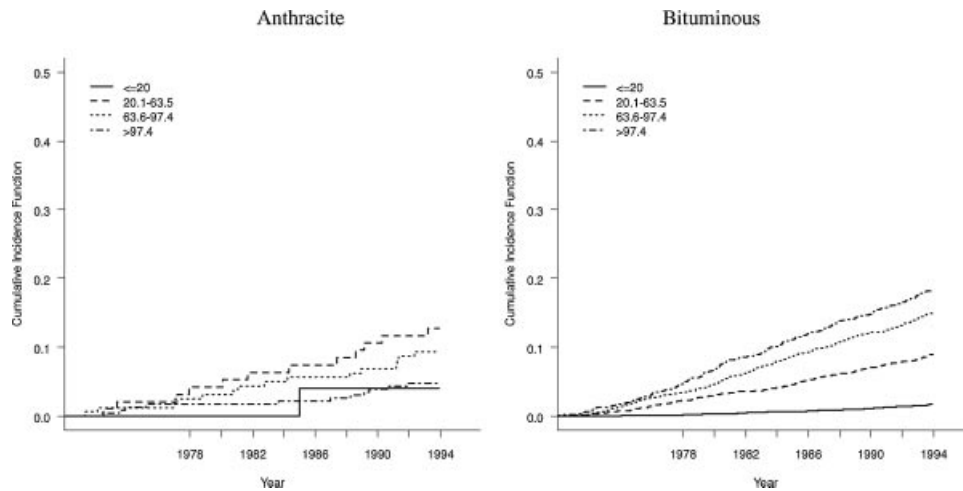 Anthracite
Cumulative Incidence Function
0.5
0.4
0.3
0.2
0.1
0.0
<=20
20.1-63.5
63.6-97.4
>97.4
1978 1982 1986 1990 1994
Year
Bituminous
Cumulative Incidence Function
0.5
0.4
0.3
0.2
0.1
0.0
<=20
20.1-63.5
63.6-97.4
>97.4
1978 1982 1986 1990 1994
Year